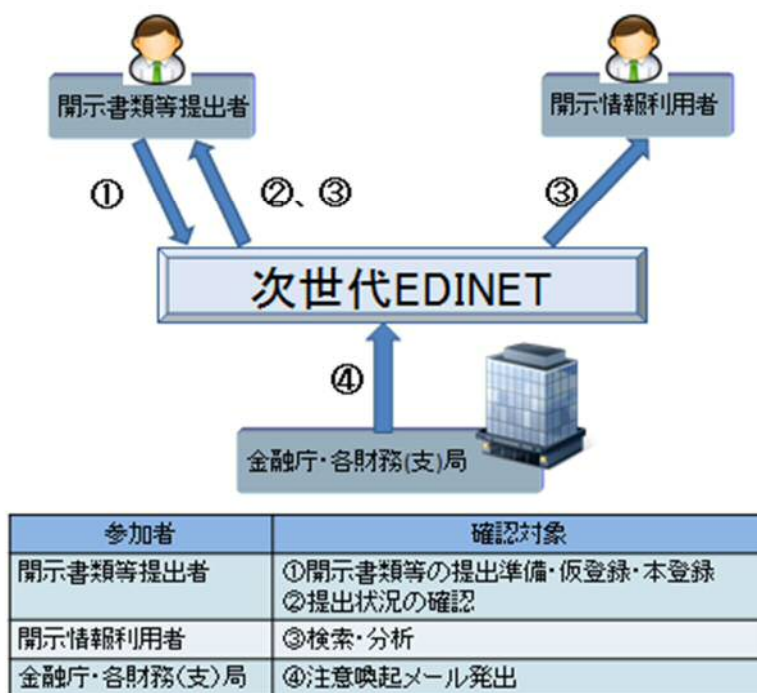 開示書類等提出者
開示情報利用者
①
②、③
③
次世代EDINET
④
金融庁・各財務(支)局
参加者
確認対象
開示書類等提出者
①開示書類等の提出準備・仮登録・本登録
②提出状況の確認
開示情報利用者
③検索・分析
金融庁・各財務(支)局
④注意喚起メール発出